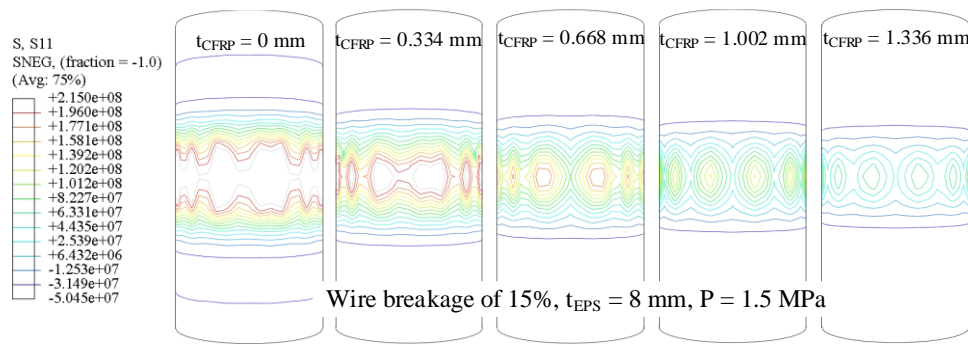 S, S11
SNEG, (fraction = -1.0)
(Avg: 75%)
+2.150e+08
+1.960e+08
+1.771e+08
+1.581e+08
+1.392e+08
+1.202e+08
+1.012e+08
+8.227e+07
+6.331e+07
+4.435e+07
+2.539e+07
+6.432e+06
-1.253e+07
-3.149e+07
-5.045e+07
tCFRP = 0 mm
tCFRP = 0.334 mm
tCFRP = 0.668 mm
tCFRP = 1.002 mm
tCFRP = 1.336 mm
Wire breakage of 15%, tEPS = 8 mm, P = 1.5 MPa